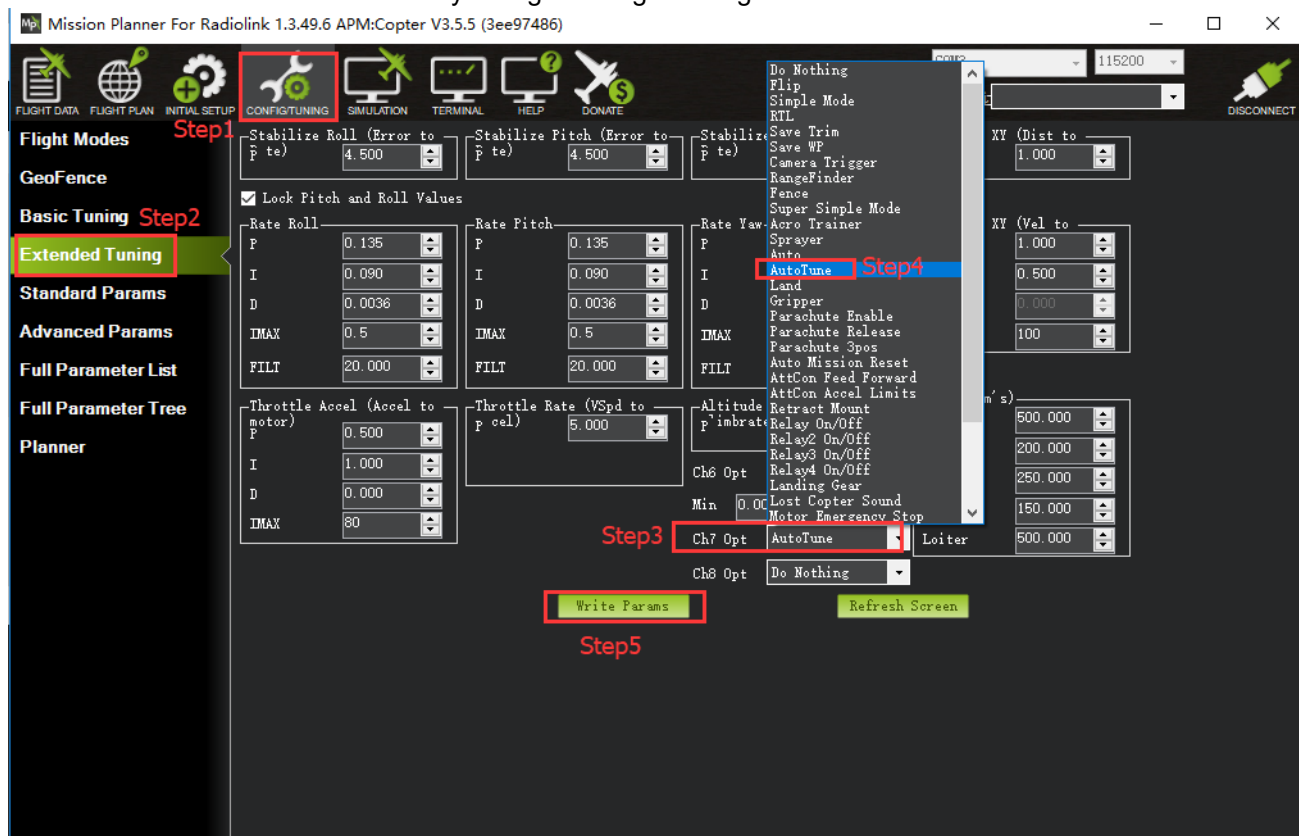 Mission Planner For Radiolink 1.3.49.6 APM:Copter V3.5.5 (3ee97486)
115200
FLIGHT DATA FLIGHT PLAN INITIAL SETUP CONFIG/TUNING SIMULATION TERMINAL HELP DONATE DISCONNECT
Step1
Flight Modes
GeoFence
Basic Tuning Step2
Extended Tuning
Standard Params
Advanced Params
Full Parameter List
Full Parameter Tree
Planner
Stabilize Roll (Error to
P te) 4.500
Stabilize Pitch (Error to
P te) 4.500
Stabilize
P te)
XY (Dist to
1.000
Lock Pitch and Roll Values
Rate Roll
P 0.135
I 0.090
D 0.0036
IMAX 0.5
FILT 20.000
Rate Pitch
P 0.135
I 0.090
D 0.0036
IMAX 0.5
FILT 20.000
Rate Yaw
P
I
D
IMAX
FILT
XY (Vel to
1.000
0.500
0.000
100
Throttle Accel (Accel to
motor)
P 0.500
I 1.000
D 0.000
IMAX 80
Throttle Rate (VSpd to
P cel) 5.000
Altitude
P imbrate
m's)
500.000
200.000
250.000
150.000
Loiter 500.000
Ch6 Opt
Min 0.00
Step3 Ch7 Opt AutoTune
Ch8 Opt Do Nothing
Do Nothing
Flip
Simple Mode
RTL
Save Trim
Save WP
Camera Trigger
RangeFinder
Fence
Super Simple Mode
Acro Trainer
Sprayer
Auto
AutoTune Step4
Land
Gripper
Parachute Enable
Parachute Release
Parachute 3pos
Auto Mission Reset
AttCon Feed Forward
AttCon Accel Limits
Retract Mount
Relay On/Off
Relay2 On/Off
Relay3 On/Off
Relay4 On/Off
Landing Gear
Lost Copter Sound
Motor Emergency Stop
Write Params Refresh Screen
Step5